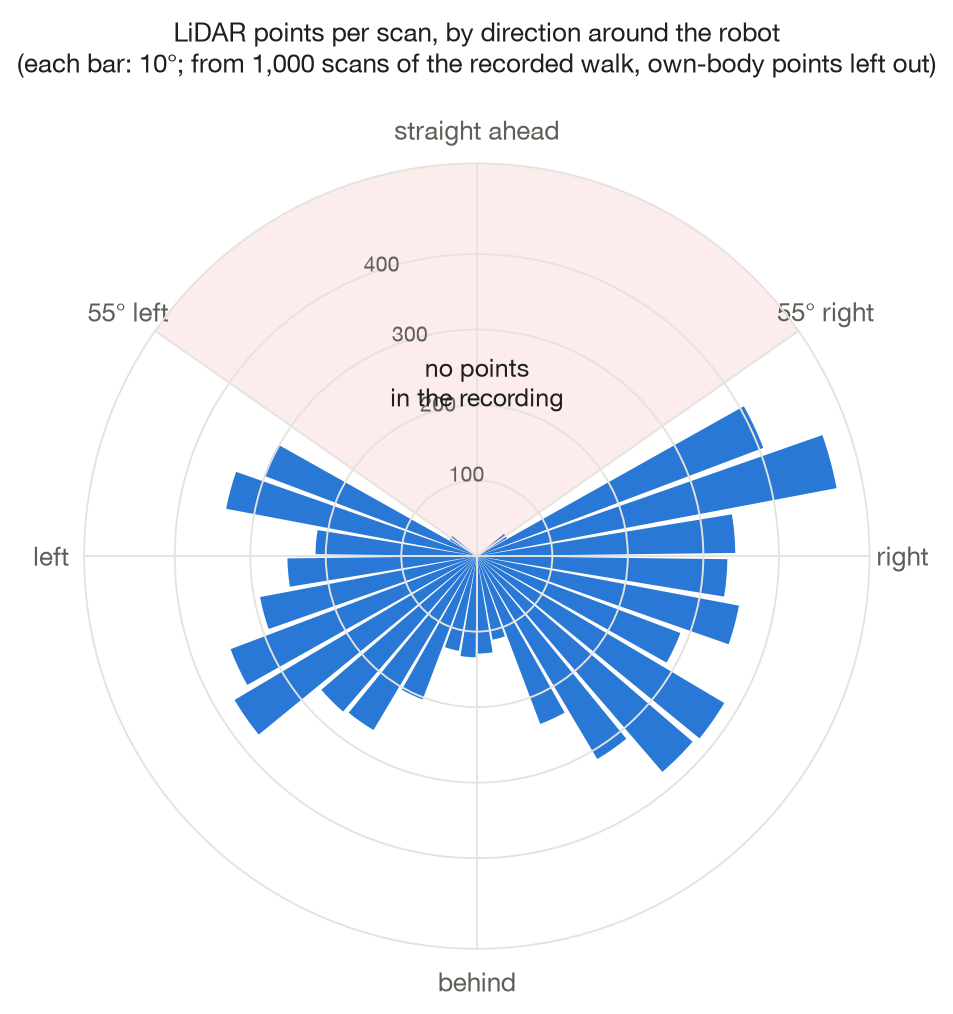 LiDAR points per scan, by direction around the robot
(each bar: 10°; from 1,000 scans of the recorded walk, own-body points left out)
straight ahead
400
55° left
55° right
300
no points
in the recording
200
100
left
right
behind